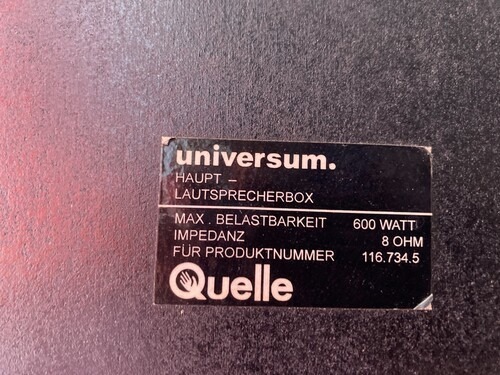 universum.
HAUPT –
LAUTSPRECHERBOX
MAX . BELASTBARKEIT 600 WATT
IMPEDANZ 8 OHM
FÜR PRODUKTNUMMER 116.734.5
Quelle